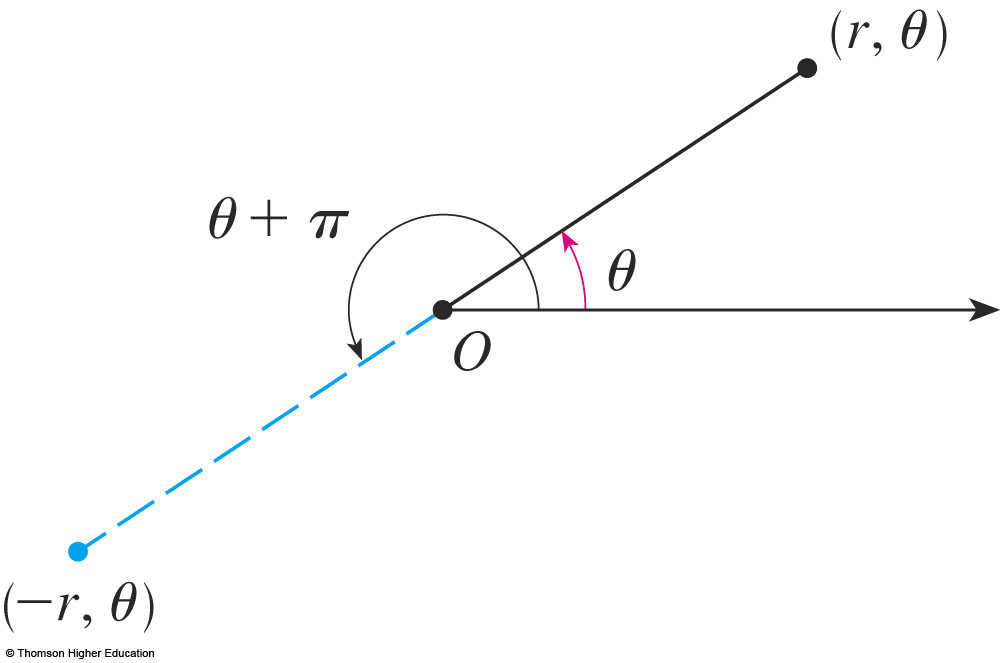 (r, θ)
θ + π
θ
O
(−r, θ)
© Thomson Higher Education